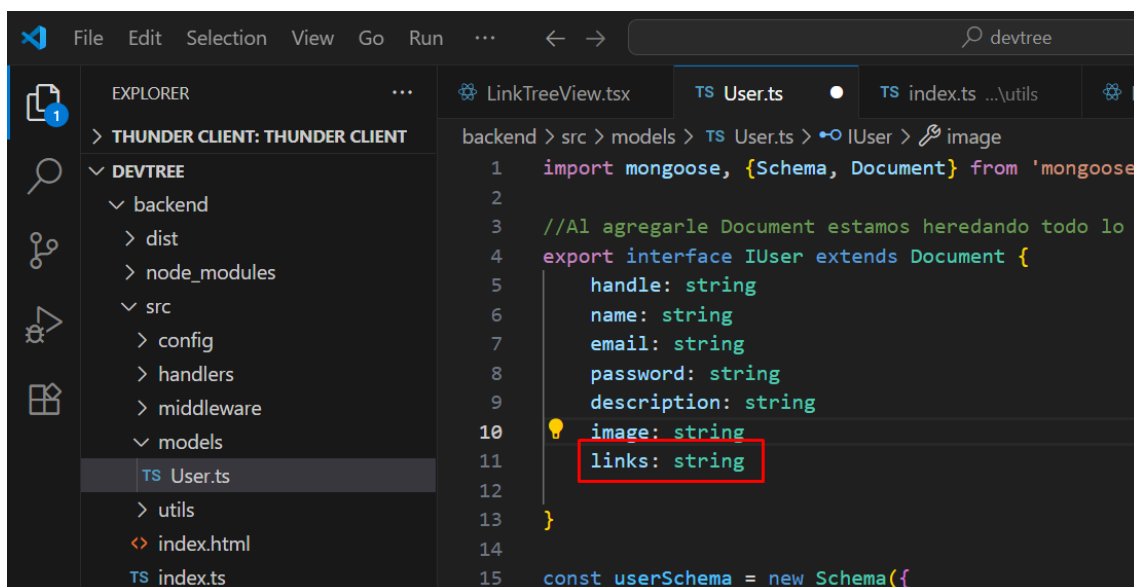 File Edit Selection View Go Run ··· ← → devtree
EXPLORER ···
1
THUNDER CLIENT: THUNDER CLIENT
DEVTREE
backend
dist
node_modules
src
config
handlers
middleware
models
TS User.ts
utils
<> index.html
TS index.ts
LinkTreeView.tsx TS User.ts ● TS index.ts ...\utils
backend > src > models > TS User.ts > IUser > image
1 import mongoose, {Schema, Document} from 'mongoose
2
3 //Al agregarle Document estamos heredando todo lo
4 export interface IUser extends Document {
5 handle: string
6 name: string
7 email: string
8 password: string
9 description: string
10 image: string
11 links: string
12
13 }
14
15 const userSchema = new Schema({